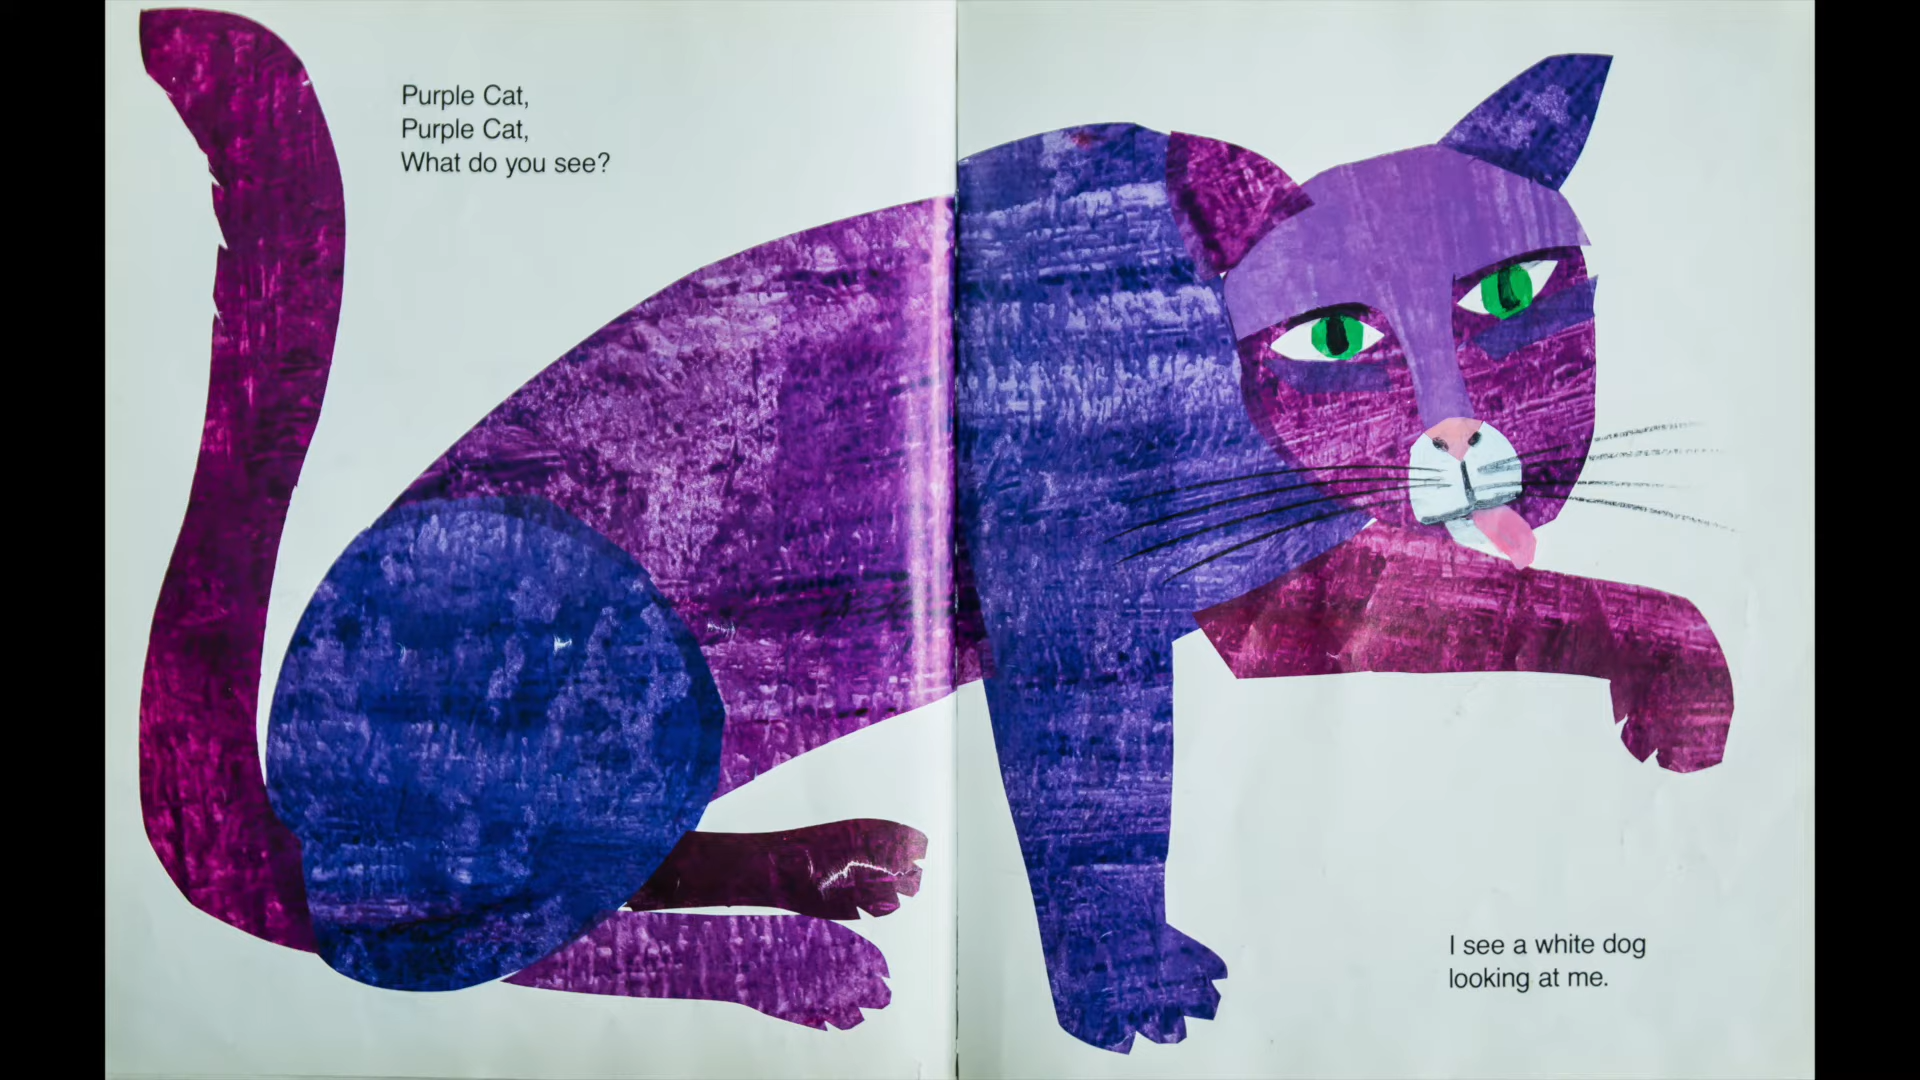 Purple Cat,
Purple Cat,
What do you see?
I see a white dog
looking at me.